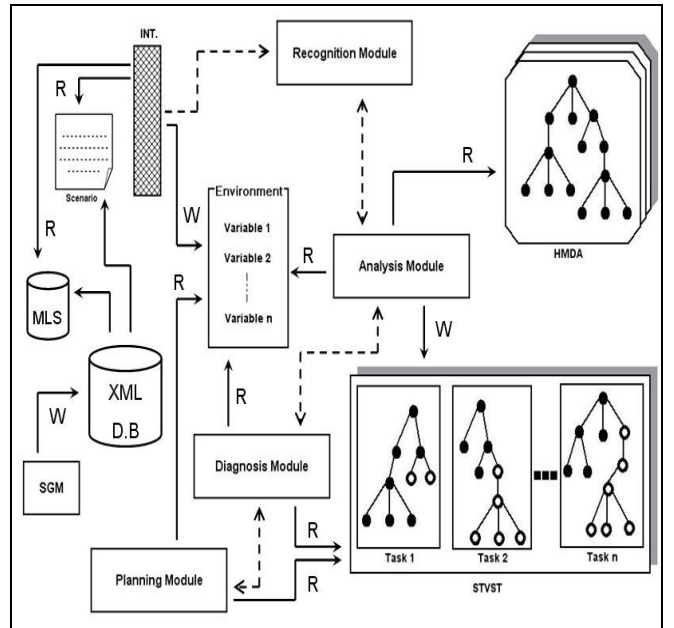 INT.
Recognition Module
R
R
Scenario
HMDA
Environment
W
Variable 1
Variable 2
Variable n
R
Analysis Module
R
R
MLS
R
W
XML
D.B
W
SGM
R
Diagnosis Module
R
Planning Module
R
Task 1
Task 2
Task n
STVST